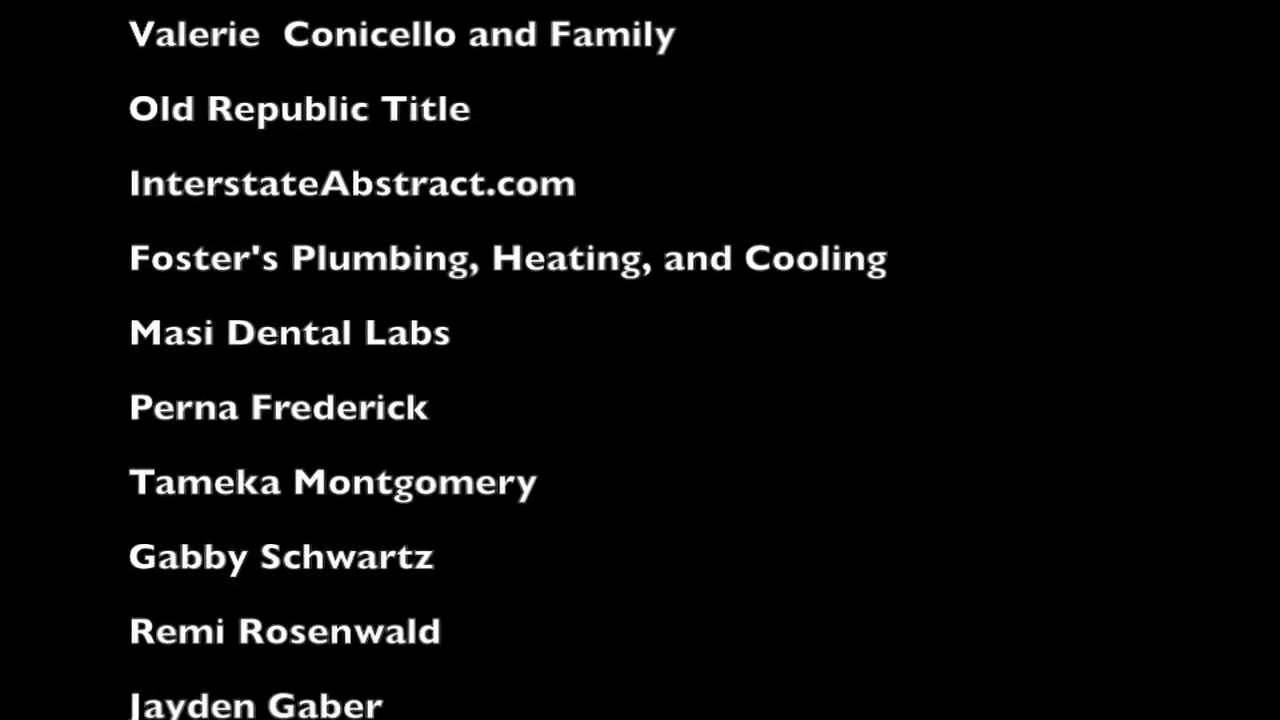 Valerie  Conicello and Family
Old Republic Title
InterstateAbstract.com
Foster's Plumbing, Heating, and Cooling
Masi Dental Labs
Perna Frederick
Tameka Montgomery
Gabby Schwartz
Remi Rosenwald
Jayden Gaber